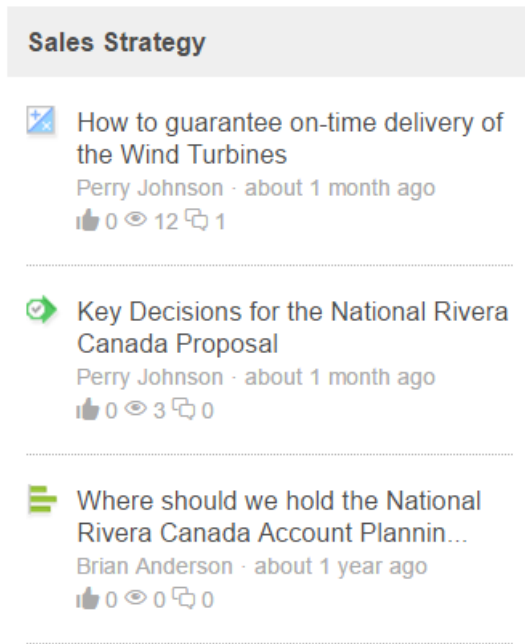 Sales Strategy
How to guarantee on-time delivery of
the Wind Turbines
Perry Johnson · about 1 month ago
0 12 1
Key Decisions for the National Rivera
Canada Proposal
Perry Johnson · about 1 month ago
0 3 0
Where should we hold the National
Rivera Canada Account Plannin...
Brian Anderson · about 1 year ago
0 0 0